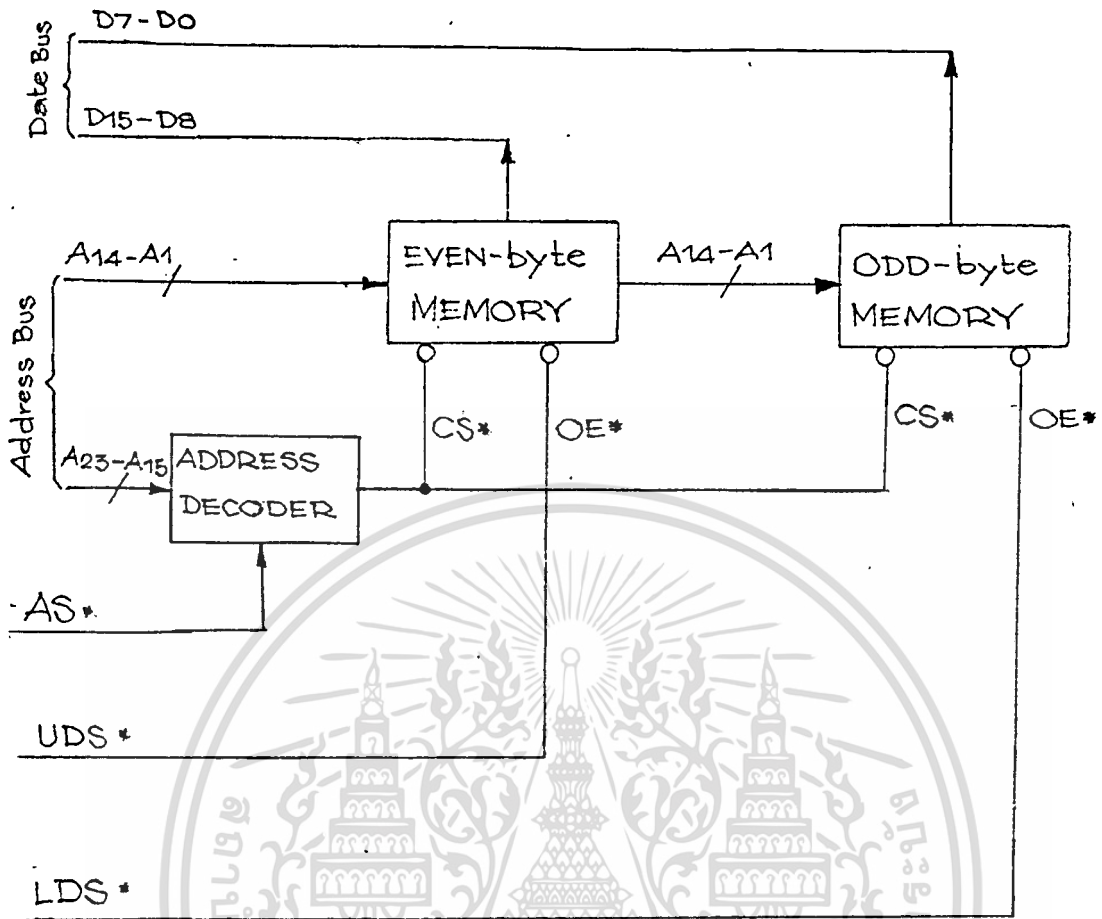 D7-D0
Date Bus
D15-D8
A14-A1
EVEN-byte
MEMORY
A14-A1
ODD-byte
MEMORY
Address Bus
CS*
OE*
CS*
OE*
A23-A15
ADDRESS
DECODER
AS*
UDS*
LDS*